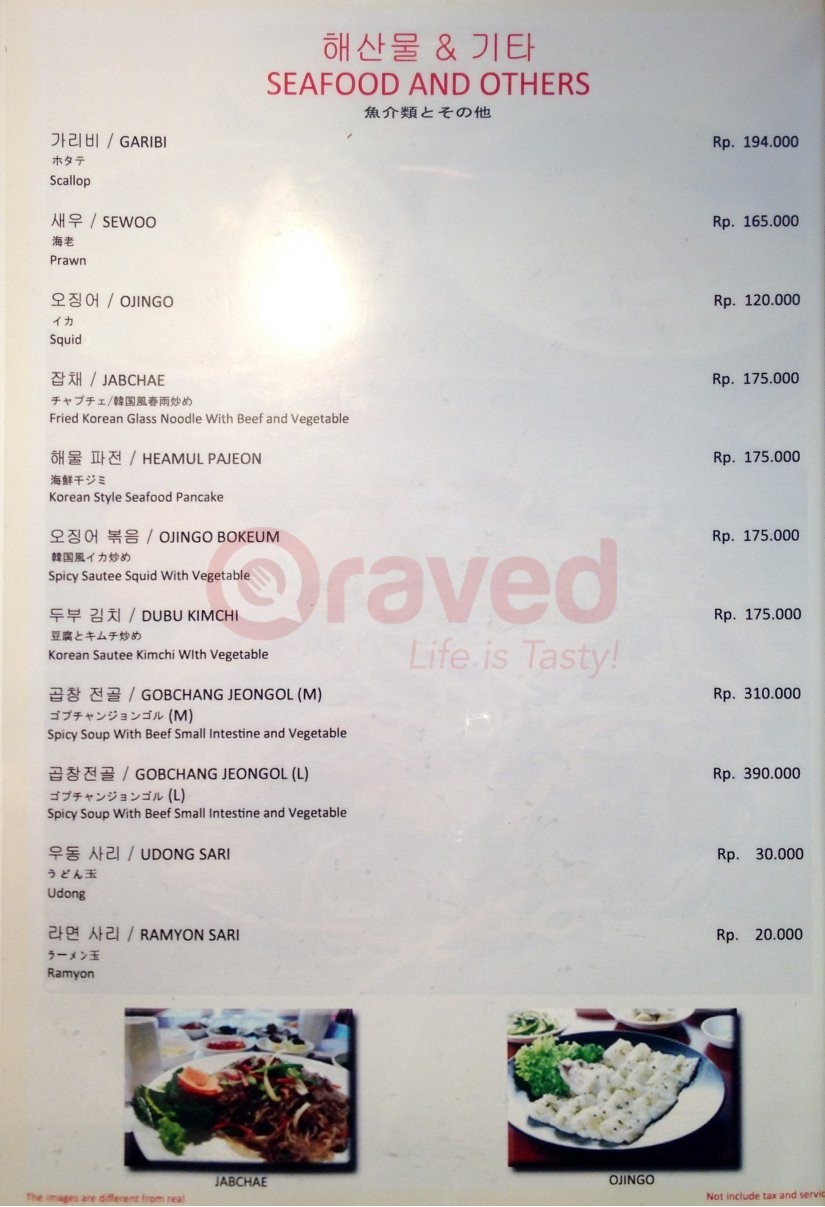 해산물 & 기타
SEAFOOD AND OTHERS
魚介類とその他
가리비 / GARIBI Rp. 194.000
ホタテ
Scallop
새우 / SEWOO Rp. 165.000
海老
Prawn
오징어 / OJINGO Rp. 120.000
イカ
Squid
잡채 / JABCHAE Rp. 175.000
チャプチェ/韓国風春雨炒め
Fried Korean Glass Noodle With Beef and Vegetable
해물 파전 / HEAMUL PAJEON Rp. 175.000
海鮮チジミ
Korean Style Seafood Pancake
오징어 볶음 / OJINGO BOKEUM Rp. 175.000
韓国風イカ炒め
Spicy Sautee Squid With Vegetable
두부 김치 / DUBU KIMCHI Rp. 175.000
豆腐とキムチ炒め
Korean Sautee Kimchi WIth Vegetable
곱창 전골 / GOBCHANG JEONGOL (M) Rp. 310.000
ゴプチャンジョンゴル (M)
Spicy Soup With Beef Small Intestine and Vegetable
곱창전골 / GOBCHANG JEONGOL (L) Rp. 390.000
ゴプチャンジョンゴル (L)
Spicy Soup With Beef Small Intestine and Vegetable
우동 사리 / UDONG SARI Rp. 30.000
うどん玉
Udong
라면 사리 / RAMYON SARI Rp. 20.000
ラーメン玉
Ramyon
Qraved
Life is Tasty!
JABCHAE
OJINGO
The images are different from real
Not include tax and servic